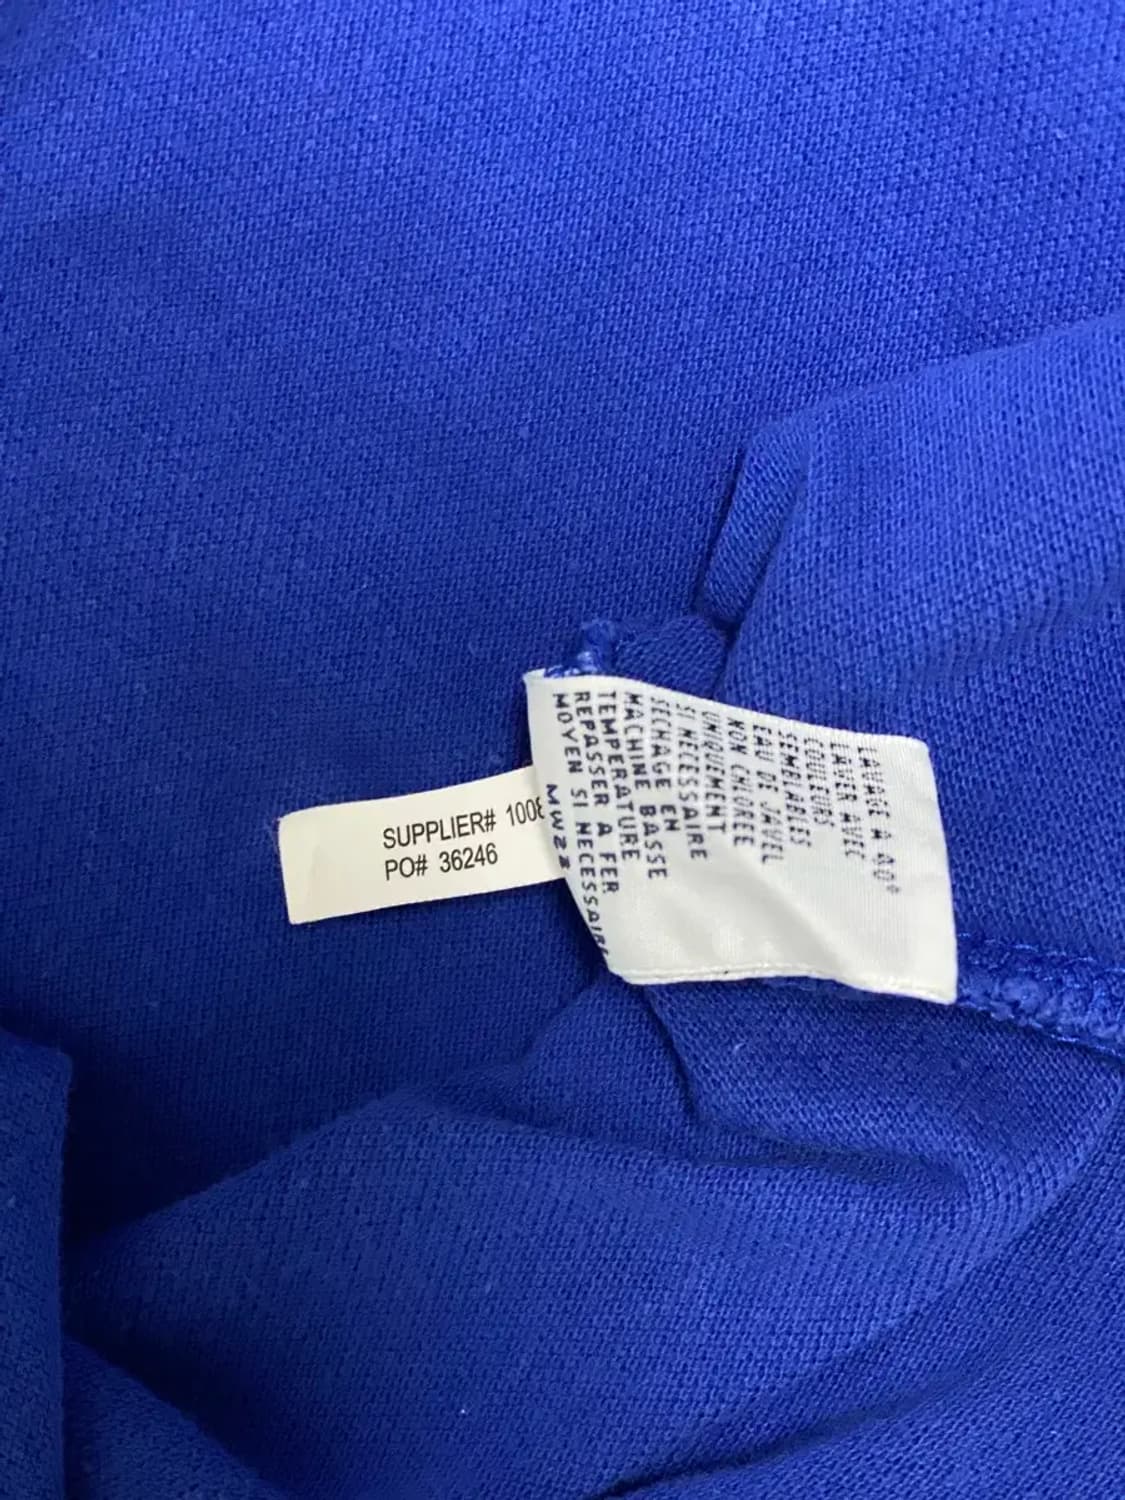 SUPPLIER# 1008
PO# 36246
LAVAGE A 40°
LAVER AVEC
COULEURS
SEMBLABLES
EAU DE JAVEL
NON CHLOREE
UNIQUEMENT
SI NECESSAIRE
SECHAGE EN
MACHINE BASSE
TEMPERATURE
REPASSER A FER
MOYEN SI NECESSAIRE